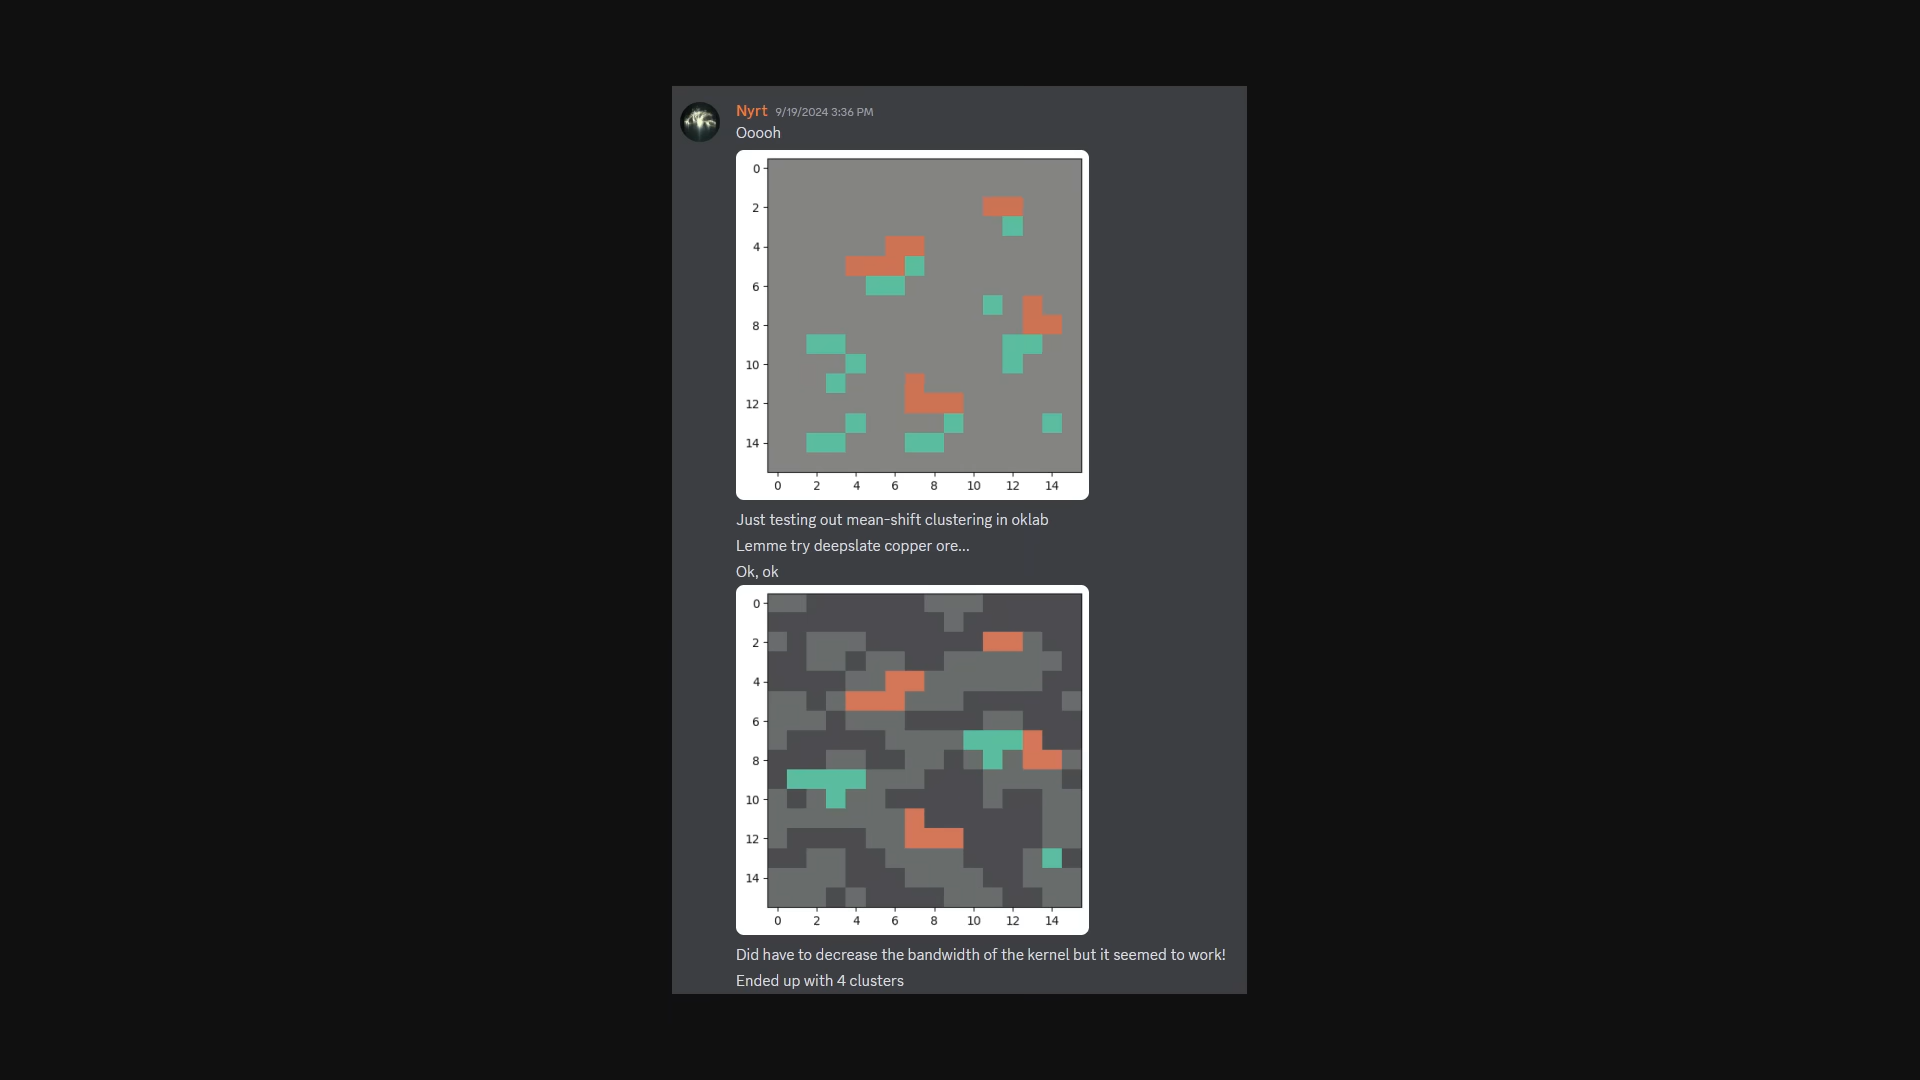 Nyrt 9/19/2024 3:36 PM
Ooooh
0
2
4
6
8
10
12
14
0 2 4 6 8 10 12 14
Just testing out mean-shift clustering in oklab
Lemme try deepslate copper ore...
Ok, ok
0
2
4
6
8
10
12
14
0 2 4 6 8 10 12 14
Did have to decrease the bandwidth of the kernel but it seemed to work!
Ended up with 4 clusters